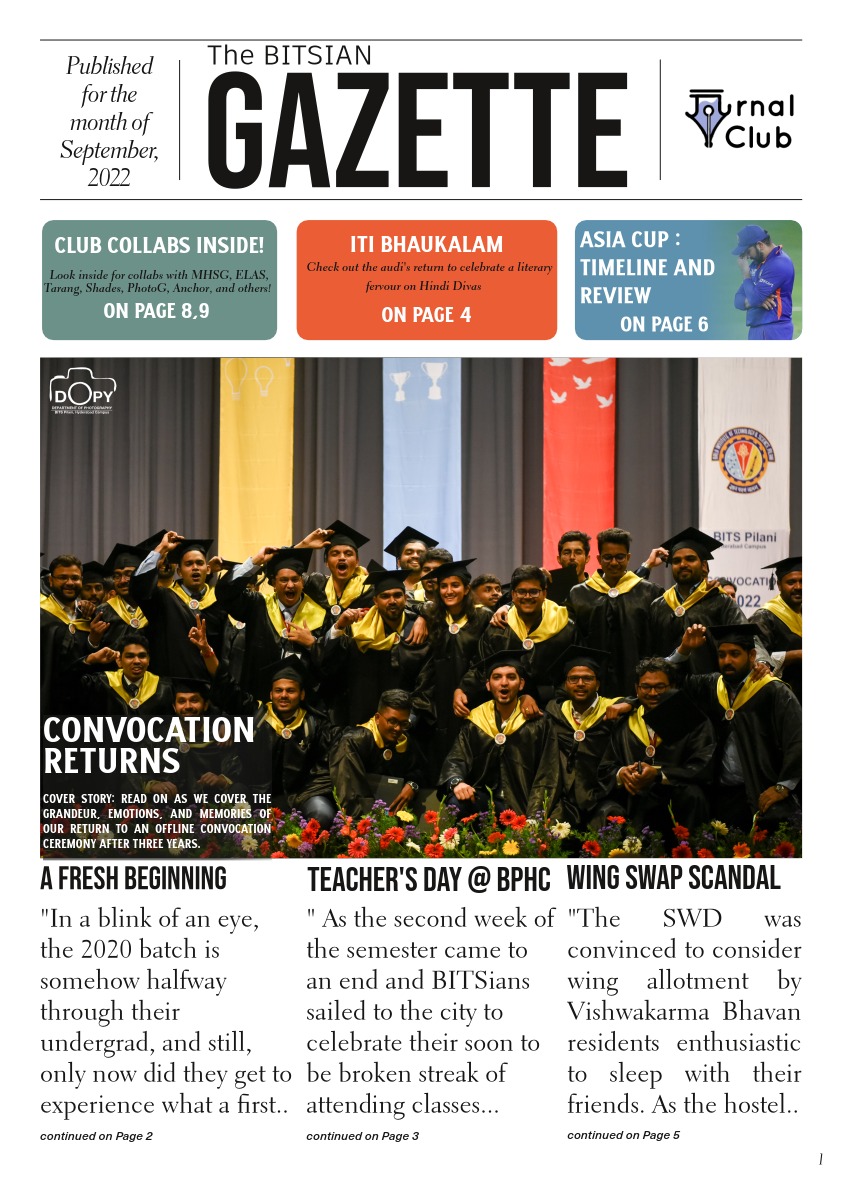 Published
for the
month of
September,
2022
The BITSIAN
GAZETTE
Jurnal
Club
CLUB COLLABS INSIDE!
Look inside for collabs with MHSG, ELAS,
Tarang, Shades, PhotoG, Anchor, and others!
ON PAGE 8,9
ITI BHAUKALAM
Check out the audi's return to celebrate a literary
fervour on Hindi Divas
ON PAGE 4
ASIA CUP :
TIMELINE AND
REVIEW
ON PAGE 6
DOPY
DEPARTMENT OF PHOTOGRAPHY
BITS Pilani, Hyderabad Campus
BITS Pilani
Campus
2022
CONVOCATION
RETURNS
COVER STORY: READ ON AS WE COVER THE
GRANDEUR, EMOTIONS, AND MEMORIES OF
OUR RETURN TO AN OFFLINE CONVOCATION
CEREMONY AFTER THREE YEARS.
A FRESH BEGINNING
"In a blink of an eye,
the 2020 batch is
somehow halfway
through their
undergrad, and still,
only now did they get to
experience what a first..
continued on Page 2
TEACHER'S DAY @ BPHC
" As the second week of
the semester came to
an end and BITSians
sailed to the city to
celebrate their soon to
be broken streak of
attending classes...
continued on Page 3
WING SWAP SCANDAL
"The SWD was
convinced to consider
wing allotment by
Vishwakarma Bhavan
residents enthusiastic
to sleep with their
friends. As the hostel..
continued on Page 5
1